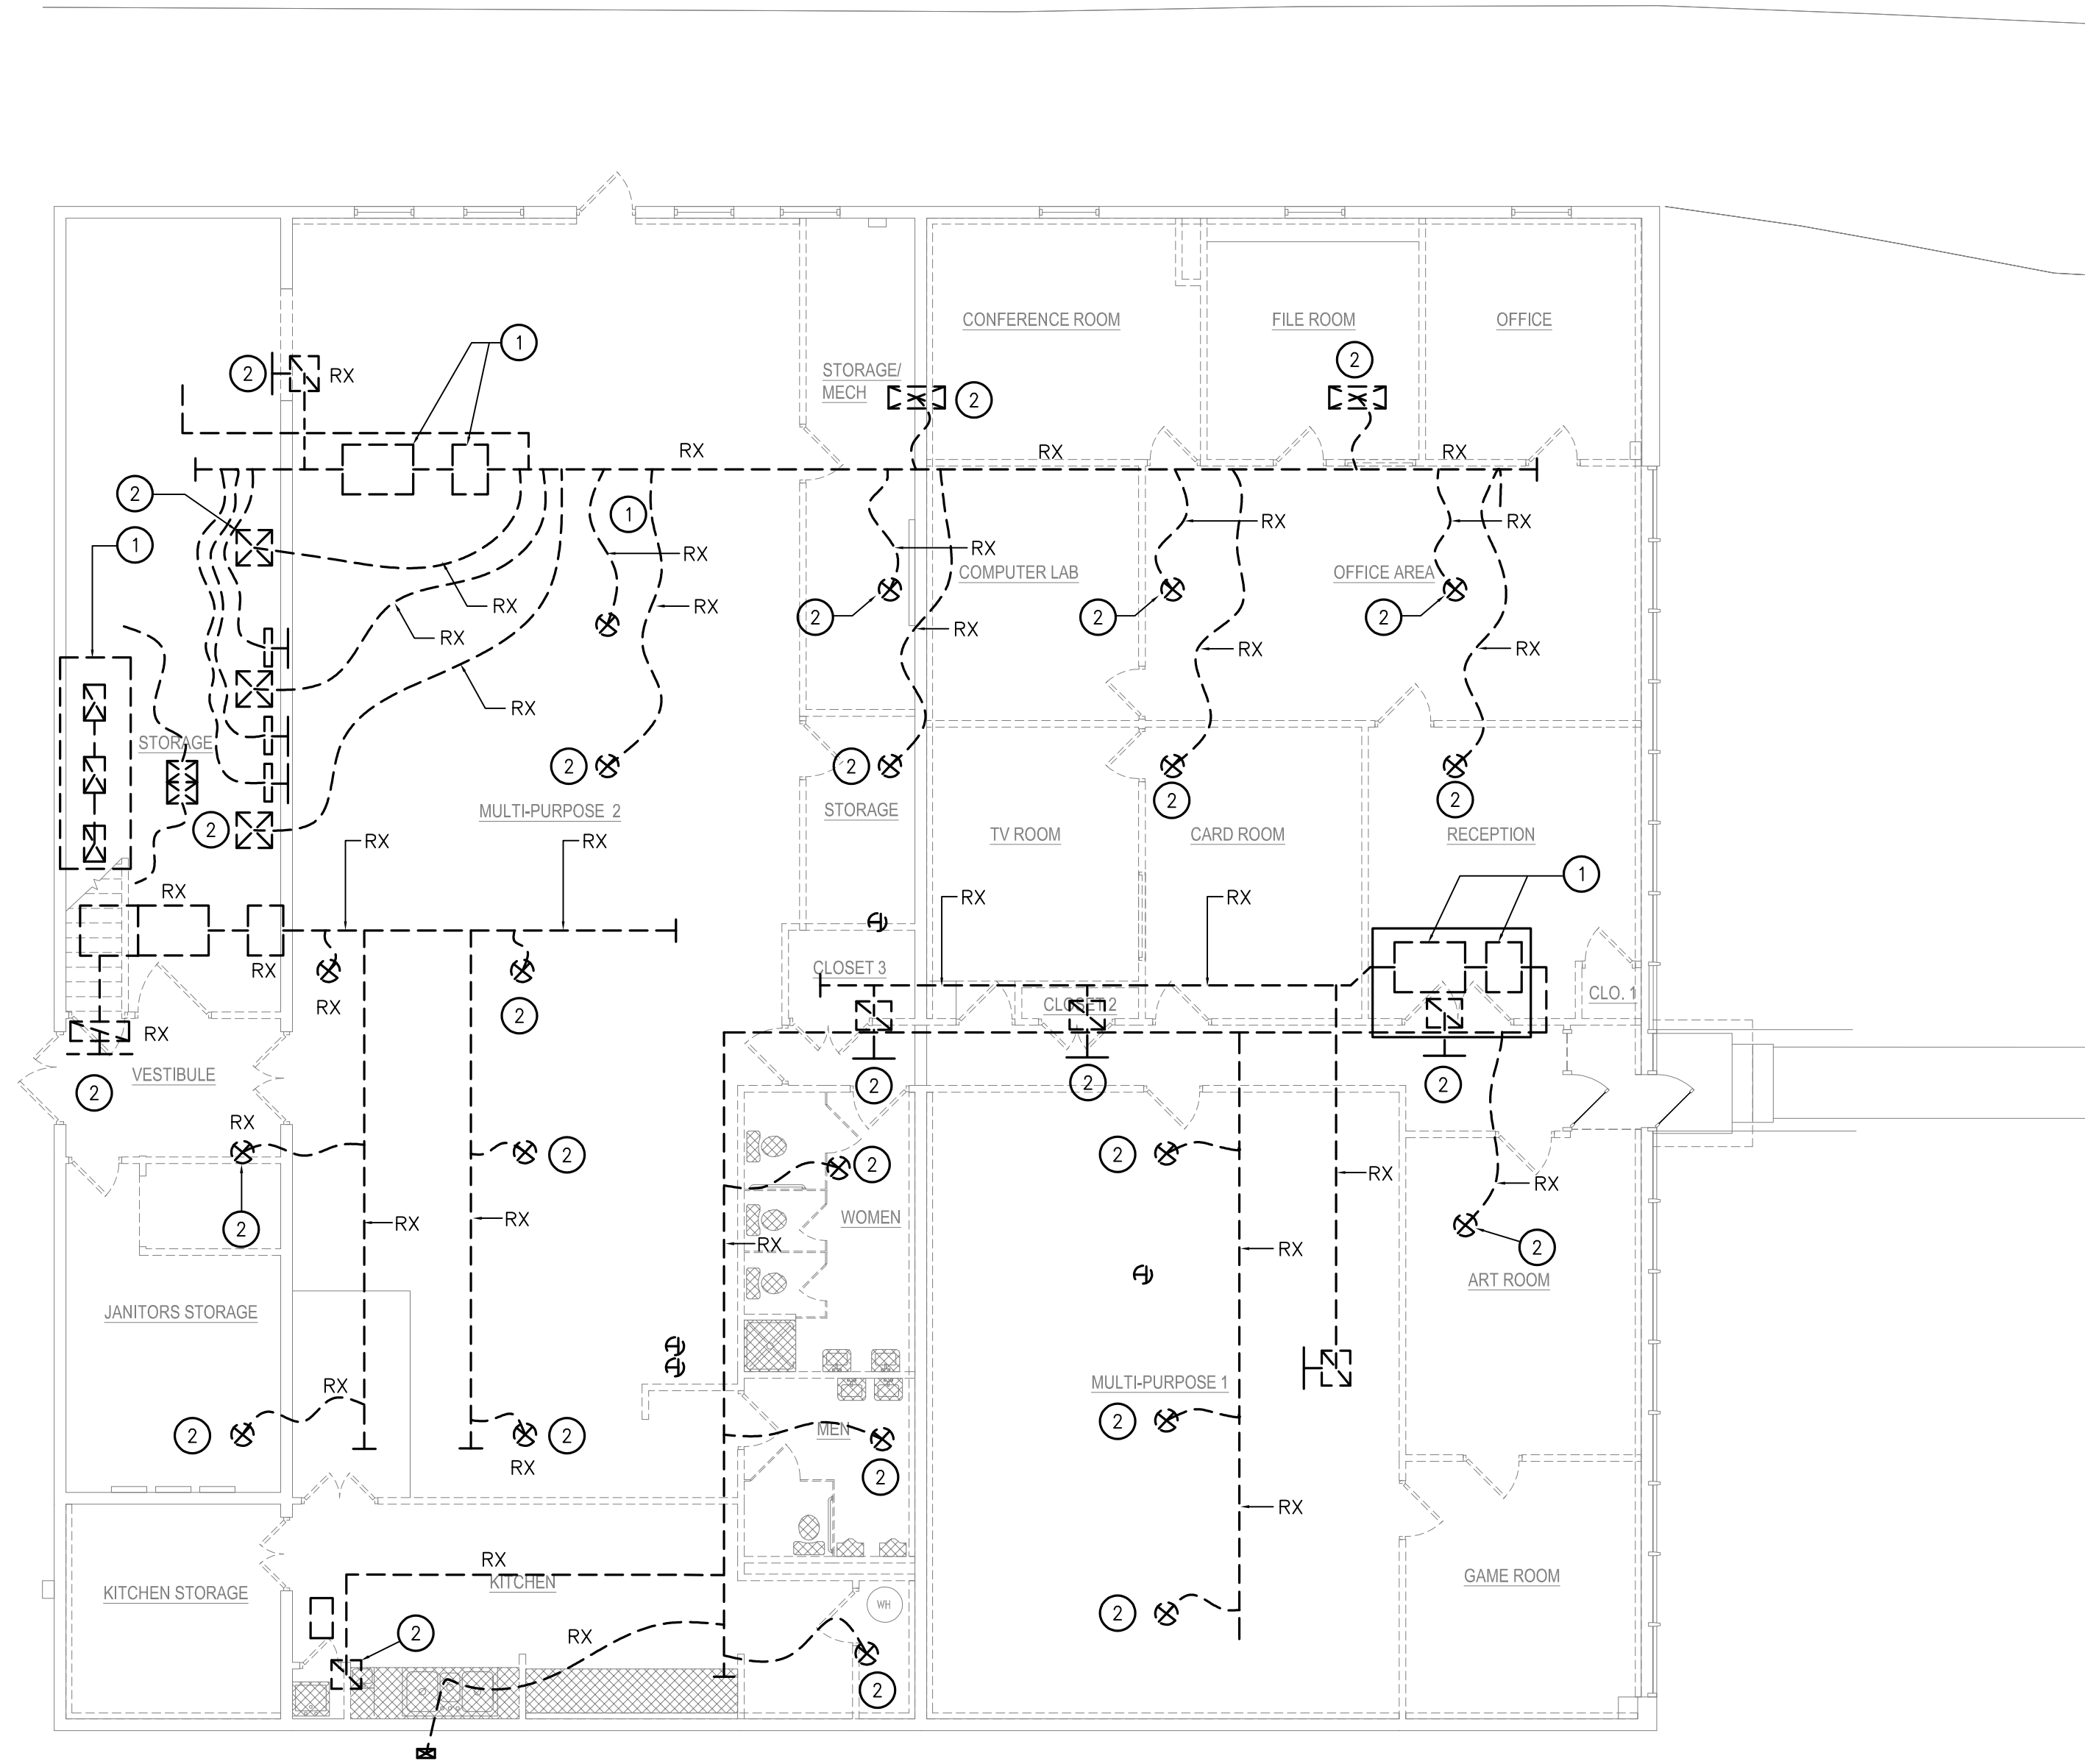 CONFERENCE ROOM
FILE ROOM
OFFICE
1
2
RX
STORAGE/
MECH
2
2
RX
RX
RX
2
1
1
RX
RX
RX
RX
COMPUTER LAB
OFFICE AREA
RX
RX
2
2
2
RX
RX
RX
RX
RX
STORAGE
2
2
2
2
2
MULTI-PURPOSE 2
STORAGE
TV ROOM
CARD ROOM
RECEPTION
RX
RX
1
RX
RX
RX
CLOSET 3
RX
RX
2
CLOSET 2
CLO. 1
RX
VESTIBULE
2
2
2
2
RX
2
2
2
RX
RX
2
WOMEN
RX
RX
RX
RX
2
ART ROOM
JANITORS STORAGE
RX
MULTI-PURPOSE 1
2
2
MEN
2
RX
2
RX
RX
KITCHEN
KITCHEN STORAGE
GAME ROOM
WH
2
RX
2
2